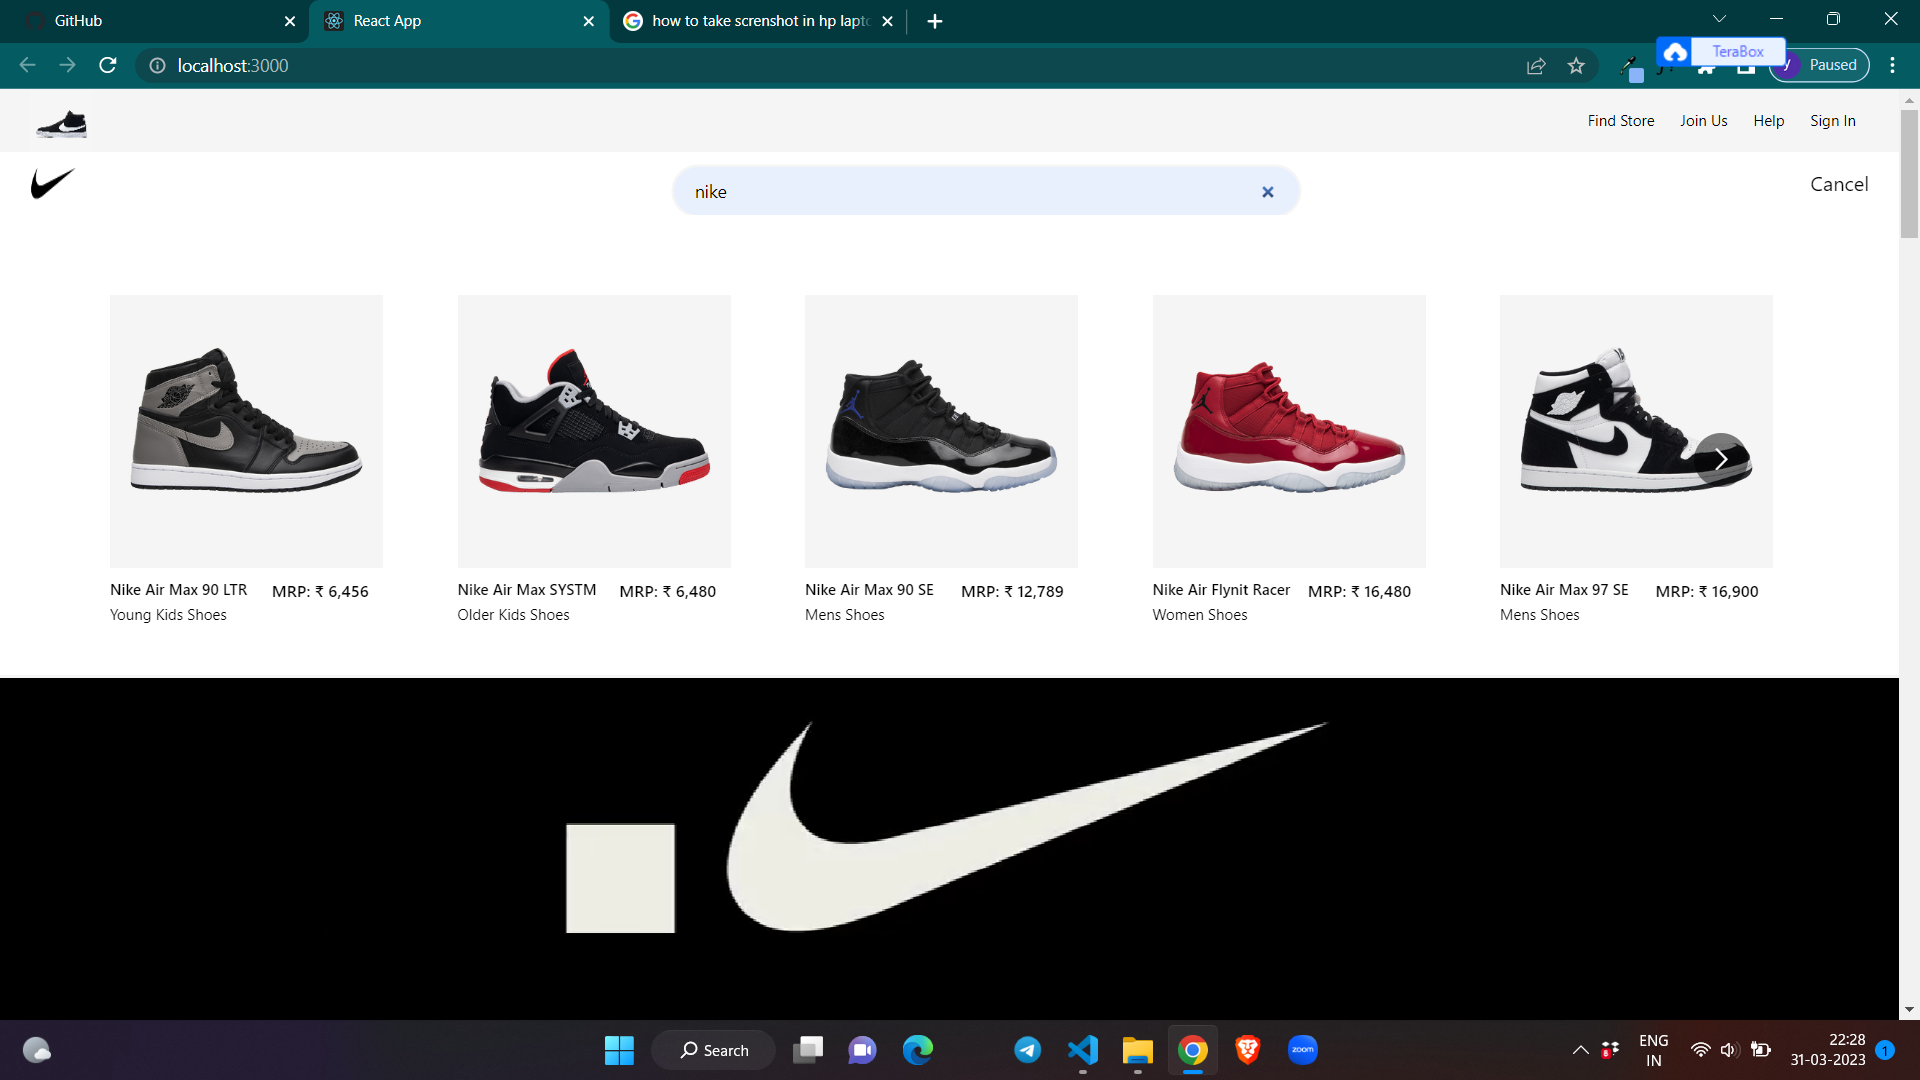 GitHub
React App
how to take screnshot in hp lapto
TeraBox
localhost:3000
Paused
Find Store Join Us Help Sign In
nike
Cancel
Nike Air Max 90 LTR MRP: ₹ 6,456
Young Kids Shoes
Nike Air Max SYSTM MRP: ₹ 6,480
Older Kids Shoes
Nike Air Max 90 SE MRP: ₹ 12,789
Mens Shoes
Nike Air Flynit Racer MRP: ₹ 16,480
Women Shoes
Nike Air Max 97 SE MRP: ₹ 16,900
Mens Shoes
Search
zoom
8
ENG
IN
22:28
31-03-2023
1